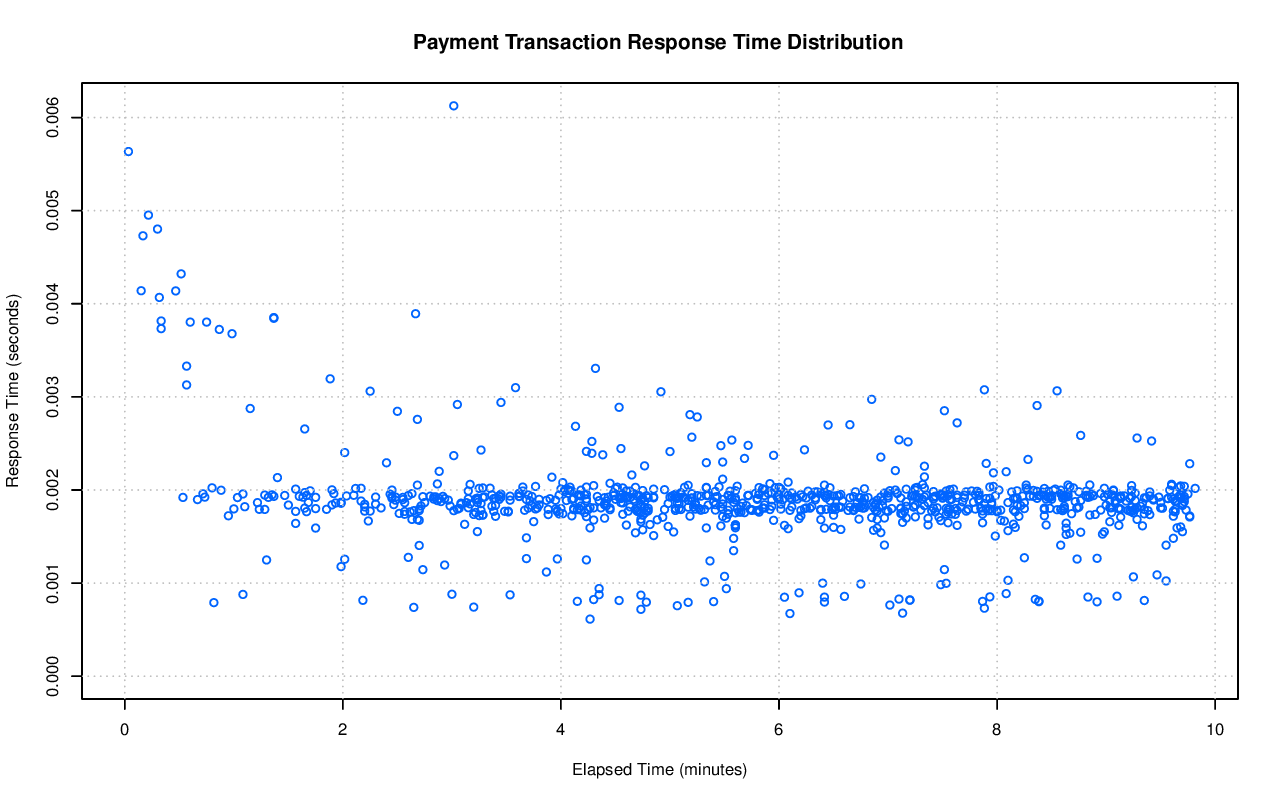 Payment Transaction Response Time Distribution
0.006
0.005
0.004
0.003
0.002
0.001
0.000
Response Time (seconds)
0 2 4 6 8 10
Elapsed Time (minutes)